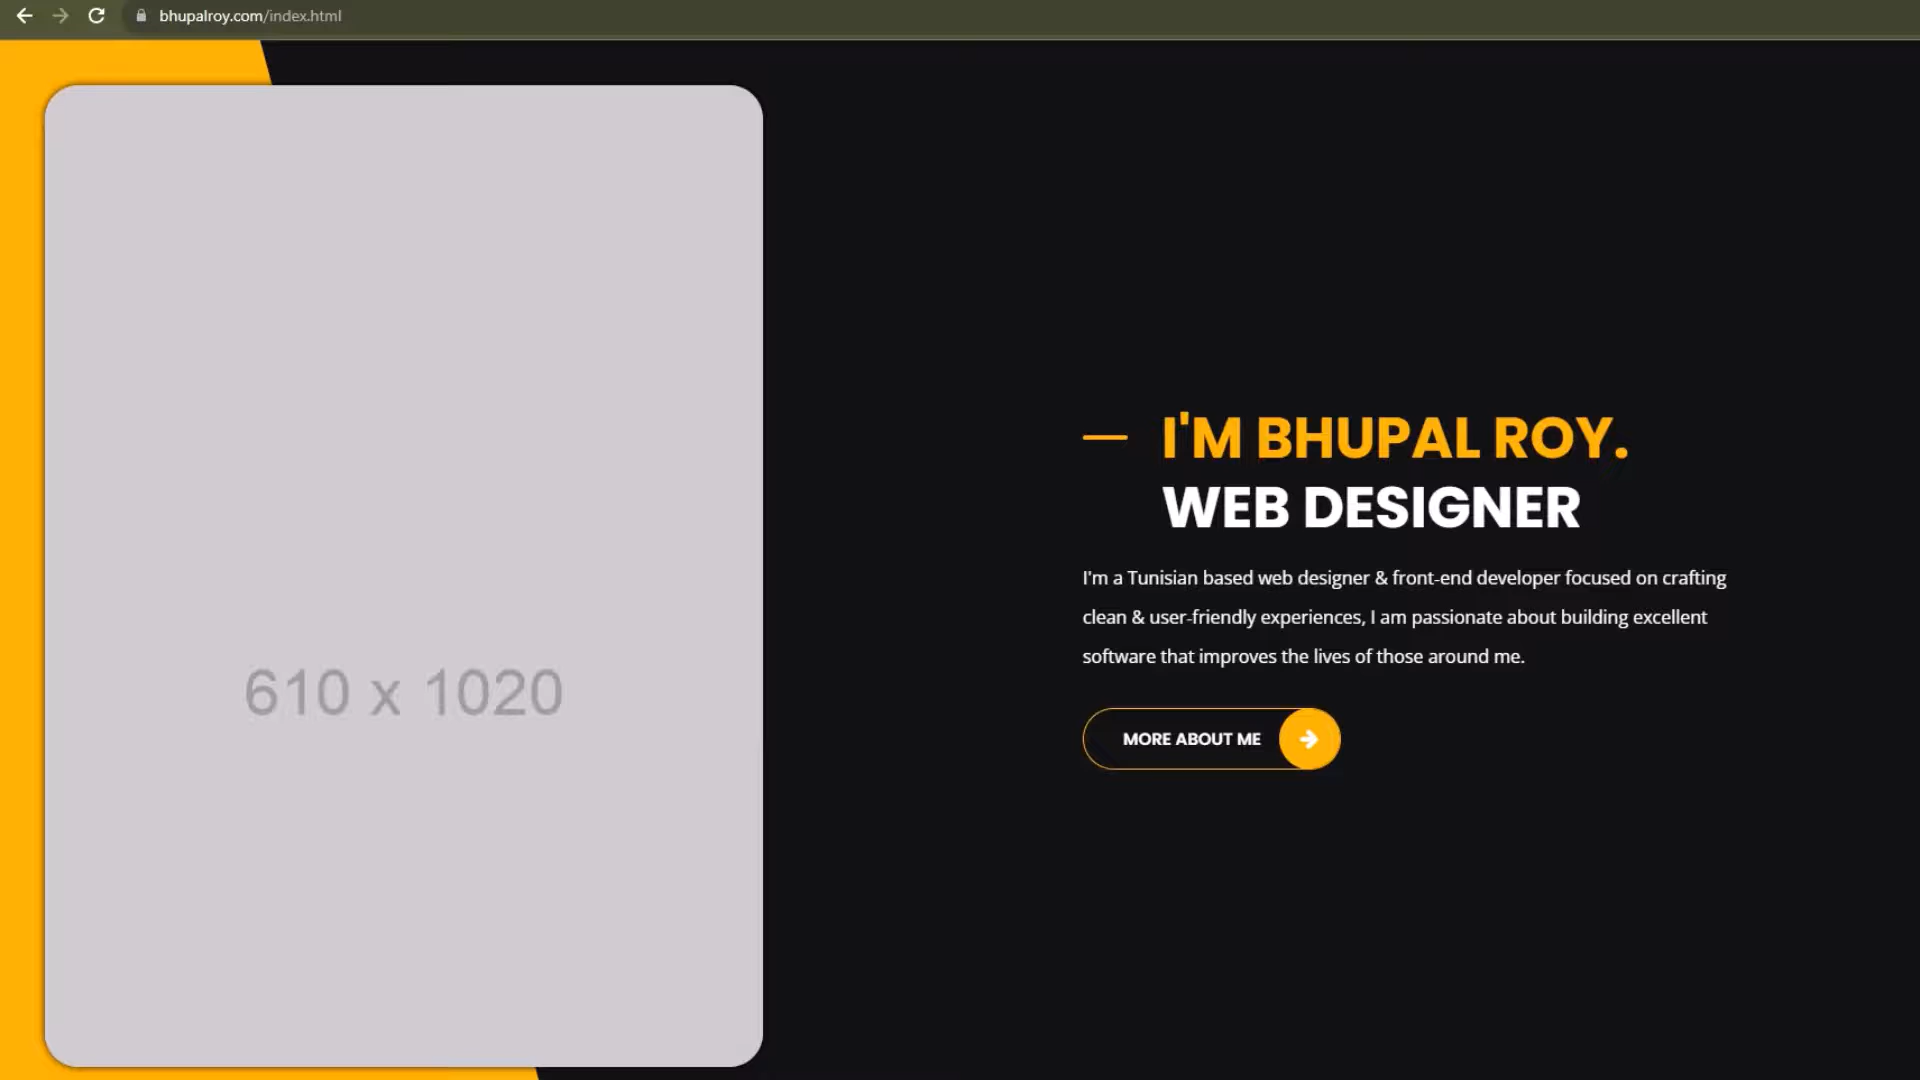 bhupalroy.com/index.html
610 x 1020
I'M BHUPAL ROY.
WEB DESIGNER
I'm a Tunisian based web designer & front-end developer focused on crafting
clean & user-friendly experiences, I am passionate about building excellent
software that improves the lives of those around me.
MORE ABOUT ME